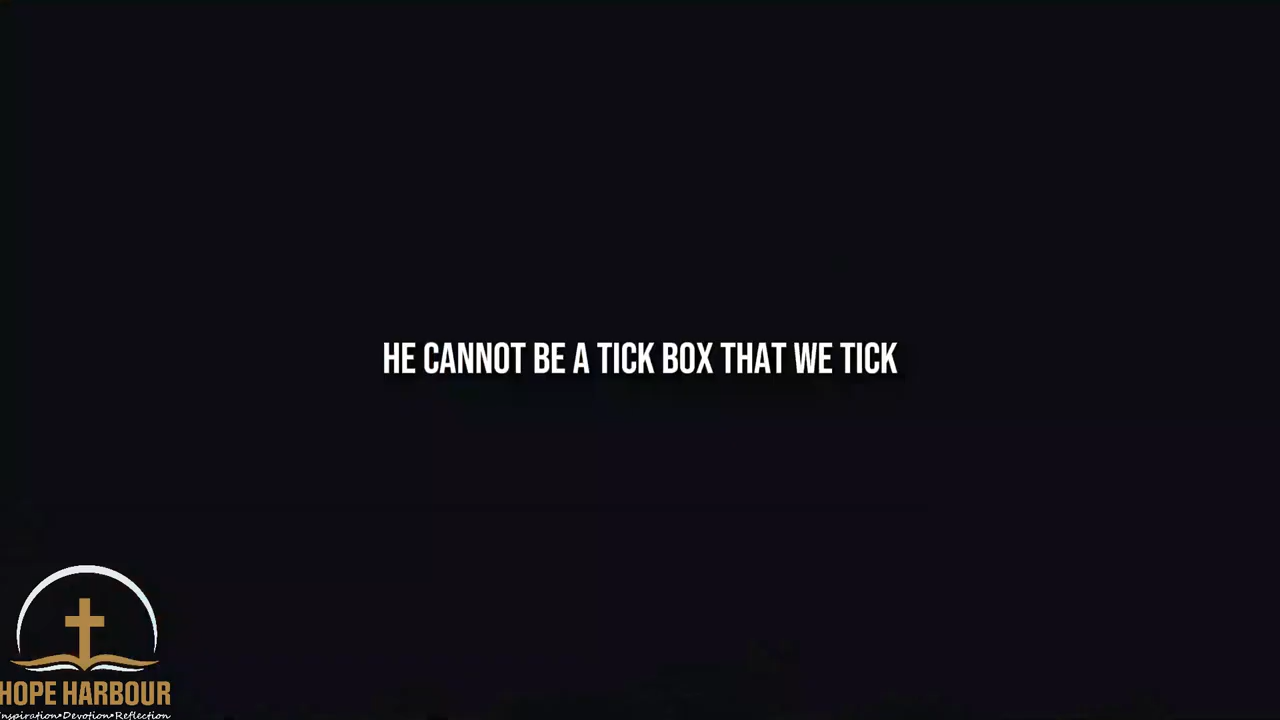 HE CANNOT BE A TICK BOX THAT WE TICK
HOPE HARBOUR
Inspiration•Devotion•Reflection